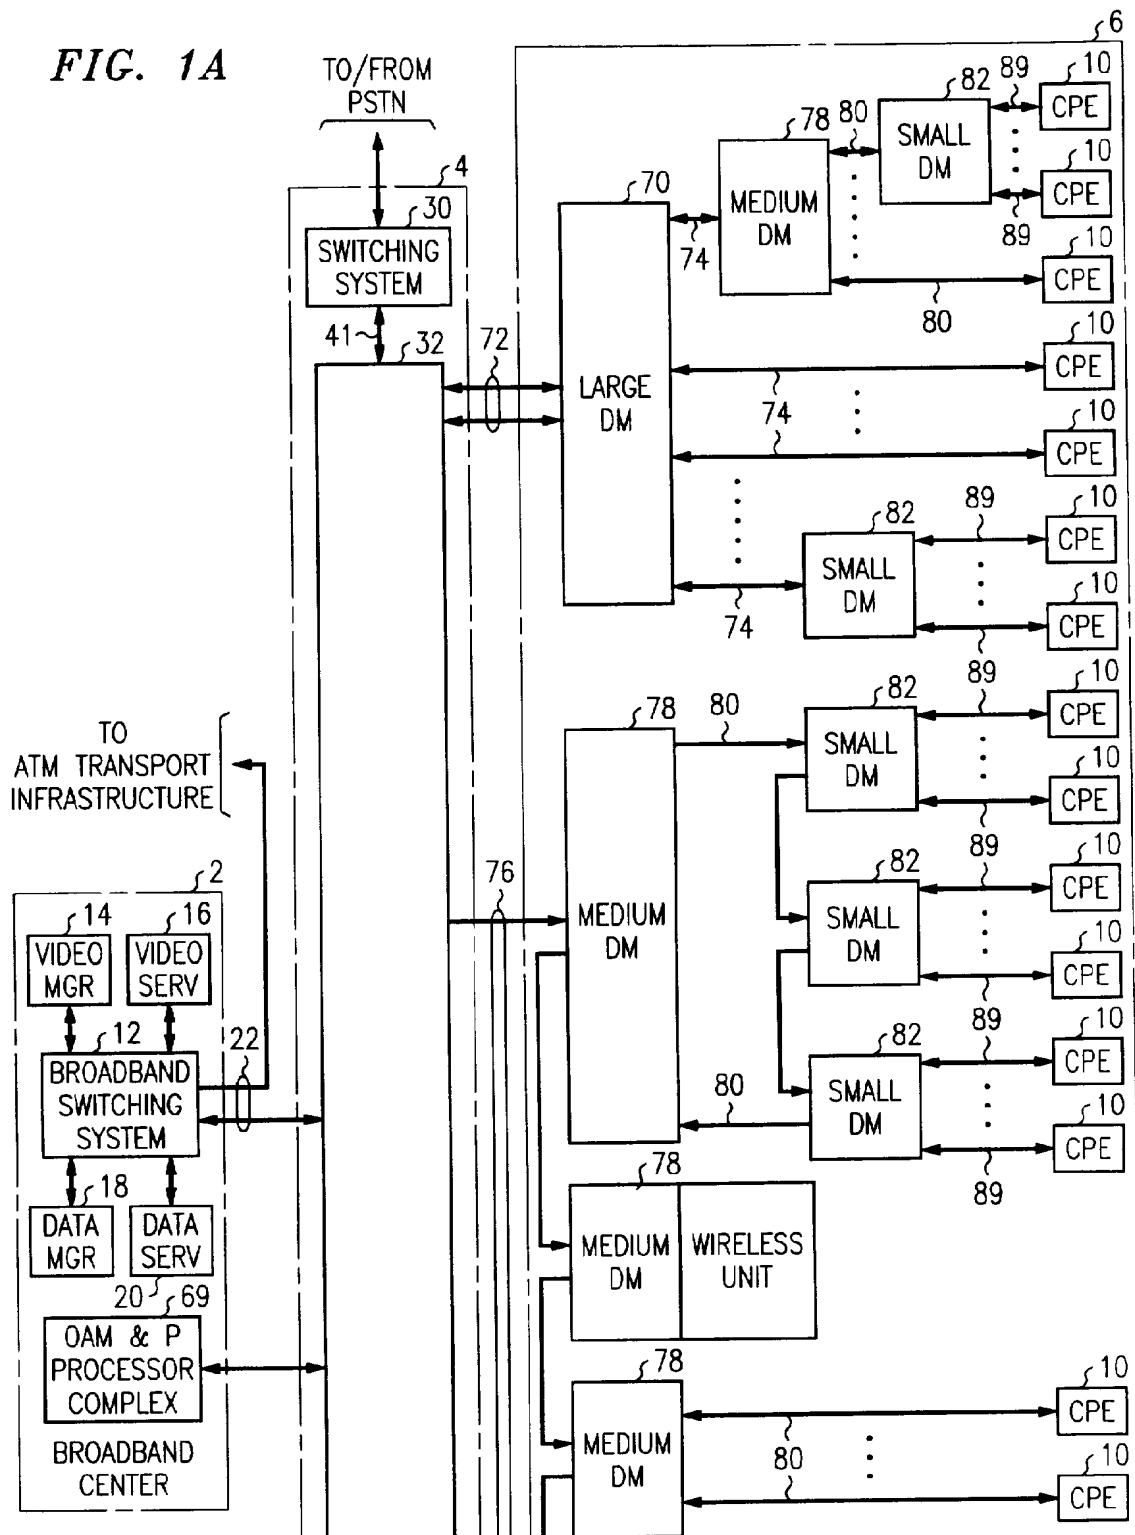 FIG. 1A
TO/FROM
PSTN
4
30
SWITCHING
SYSTEM
41
32
72
6
70
LARGE
DM
74
78
MEDIUM
DM
80
82
SMALL
DM
89
10
CPE
10
CPE
89
10
CPE
80
10
CPE
74
10
CPE
82
SMALL
DM
74
89
10
CPE
10
CPE
89
TO
ATM TRANSPORT
INFRASTRUCTURE
76
78
MEDIUM
DM
80
82
SMALL
DM
89
10
CPE
10
CPE
89
82
SMALL
DM
10
CPE
10
CPE
89
82
SMALL
DM
80
10
CPE
10
CPE
89
2
14
VIDEO
MGR
16
VIDEO
SERV
12
BROADBAND
SWITCHING
SYSTEM
22
18
DATA
MGR
DATA
SERV
20
69
OAM & P
PROCESSOR
COMPLEX
BROADBAND
CENTER
78
MEDIUM
DM
WIRELESS
UNIT
78
MEDIUM
DM
10
CPE
80
10
CPE